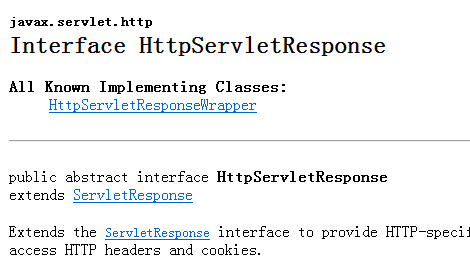 javax.servlet.http
Interface HttpServletResponse
All Known Implementing Classes:
HttpServletResponseWrapper
public abstract interface HttpServletResponse
extends ServletResponse
Extends the ServletResponse interface to provide HTTP-specif
access HTTP headers and cookies.